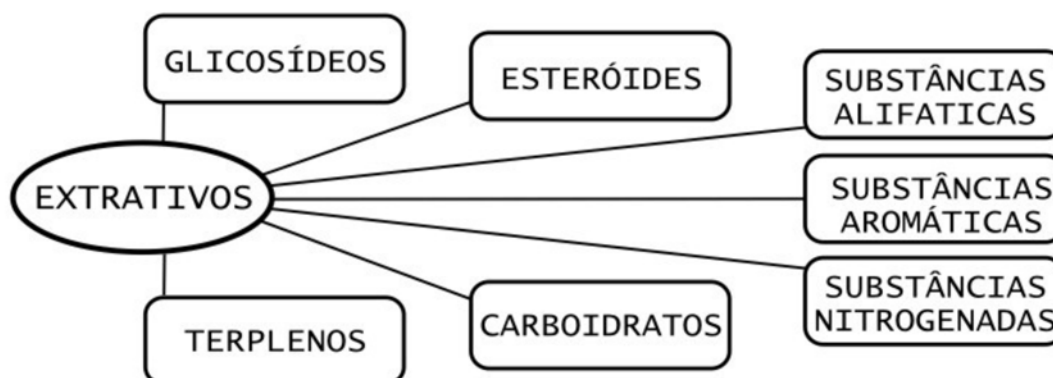 GLICOSÍDEOS
ESTERÓIDES
SUBSTÂNCIAS
ALIFATICAS
EXTRATIVOS
SUBSTÂNCIAS
AROMÁTICAS
SUBSTÂNCIAS
NITROGENADAS
CARBOIDRATOS
TERPLENOS